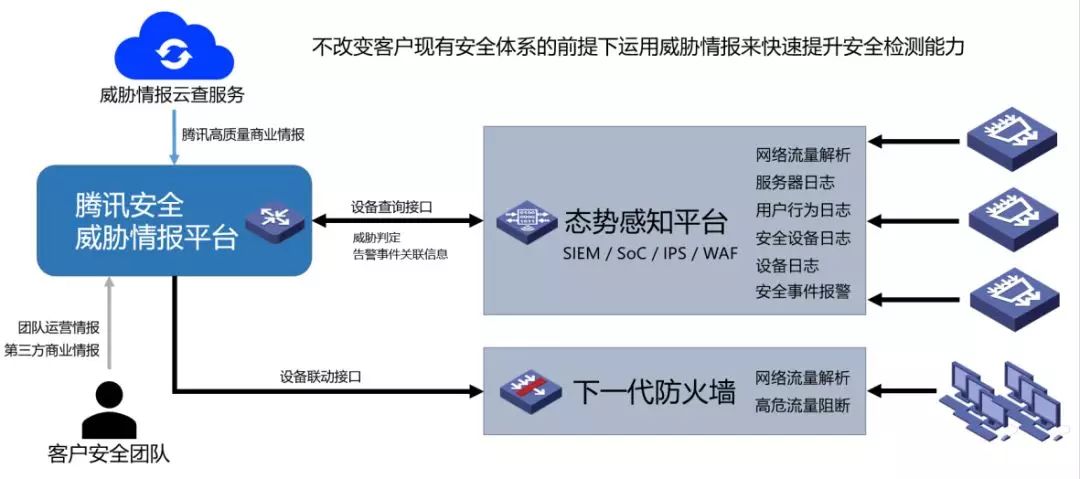 不改变客户现有安全体系的前提下运用威胁情报来快速提升安全检测能力
威胁情报云查服务
腾讯高质量商业情报
腾讯安全
威胁情报平台
设备查询接口
威胁判定
告警事件关联信息
态势感知平台
SIEM / SoC / IPS / WAF
网络流量解析
服务器日志
用户行为日志
安全设备日志
设备日志
安全事件报警
团队运营情报
第三方商业情报
客户安全团队
设备联动接口
下一代防火墙
网络流量解析
高危流量阻断